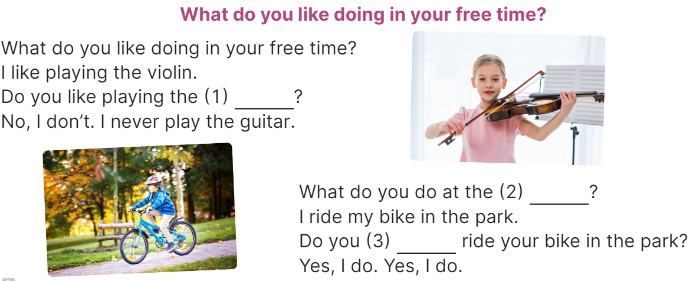 What do you like doing in your free time?
What do you like doing in your free time?
I like playing the violin.
Do you like playing the (1) ______?
No, I don’t. I never play the guitar.
What do you do at the (2) ______?
I ride my bike in the park.
Do you (3) ______ ride your bike in the park?
Yes, I do. Yes, I do.